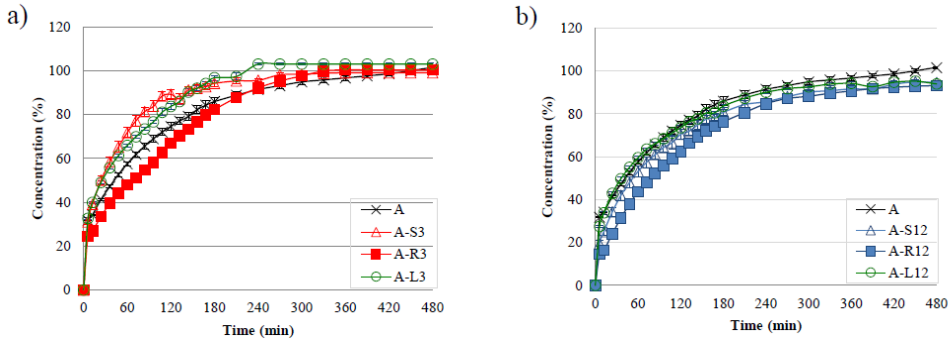 a)
120
100
80
60
40
20
0
Concentration (%)
0 60 120 180 240 300 360 420 480
Time (min)
A
A-S3
A-R3
A-L3
b)
120
100
80
60
40
20
0
Concentration (%)
0 60 120 180 240 300 360 420 480
Time (min)
A
A-S12
A-R12
A-L12